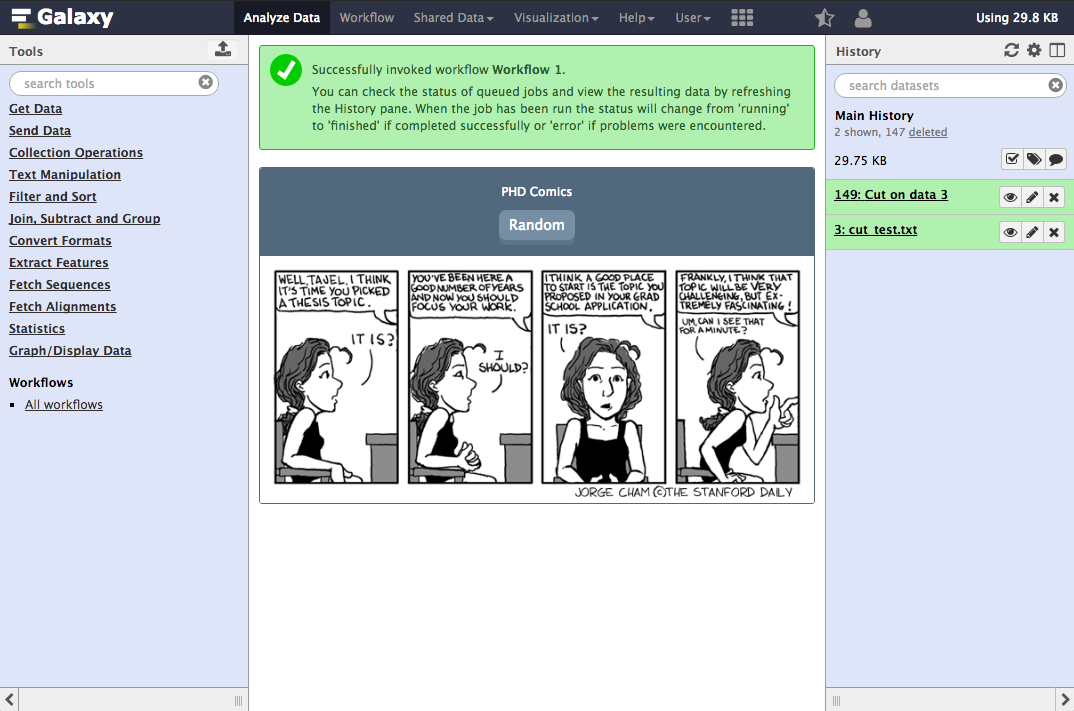 Galaxy
Analyze Data
Workflow
Shared Data
Visualization
Help
User
Using 29.8 KB
Tools
search tools
Get Data
Send Data
Collection Operations
Text Manipulation
Filter and Sort
Join, Subtract and Group
Convert Formats
Extract Features
Fetch Sequences
Fetch Alignments
Statistics
Graph/Display Data
Workflows
All workflows
Successfully invoked workflow Workflow 1.
You can check the status of queued jobs and view the resulting data by refreshing
the History pane. When the job has been run the status will change from 'running'
to 'finished' if completed successfully or 'error' if problems were encountered.
PHD Comics
Random
WELL, TAJEL, I THINK
IT'S TIME YOU PICKED
A THESIS TOPIC.
IT IS?
YOU'VE BEEN HERE A
GOOD NUMBER OF YEARS
AND NOW YOU SHOULD
FOCUS YOUR WORK.
I
SHOULD?
I THINK A GOOD PLACE
TO START IS THE TOPIC YOU
PROPOSED IN YOUR GRAD
SCHOOL APPLICATION.
IT IS?
FRANKLY, I THINK THAT
TOPIC WILL BE VERY
CHALLENGING, BUT EX-
TREMELY FASCINATING!
UM, CAN I SEE THAT
FOR A MINUTE?
JORGE CHAM ©THE STANFORD DAILY
History
search datasets
Main History
2 shown, 147 deleted
29.75 KB
149: Cut on data 3
3: cut_test.txt